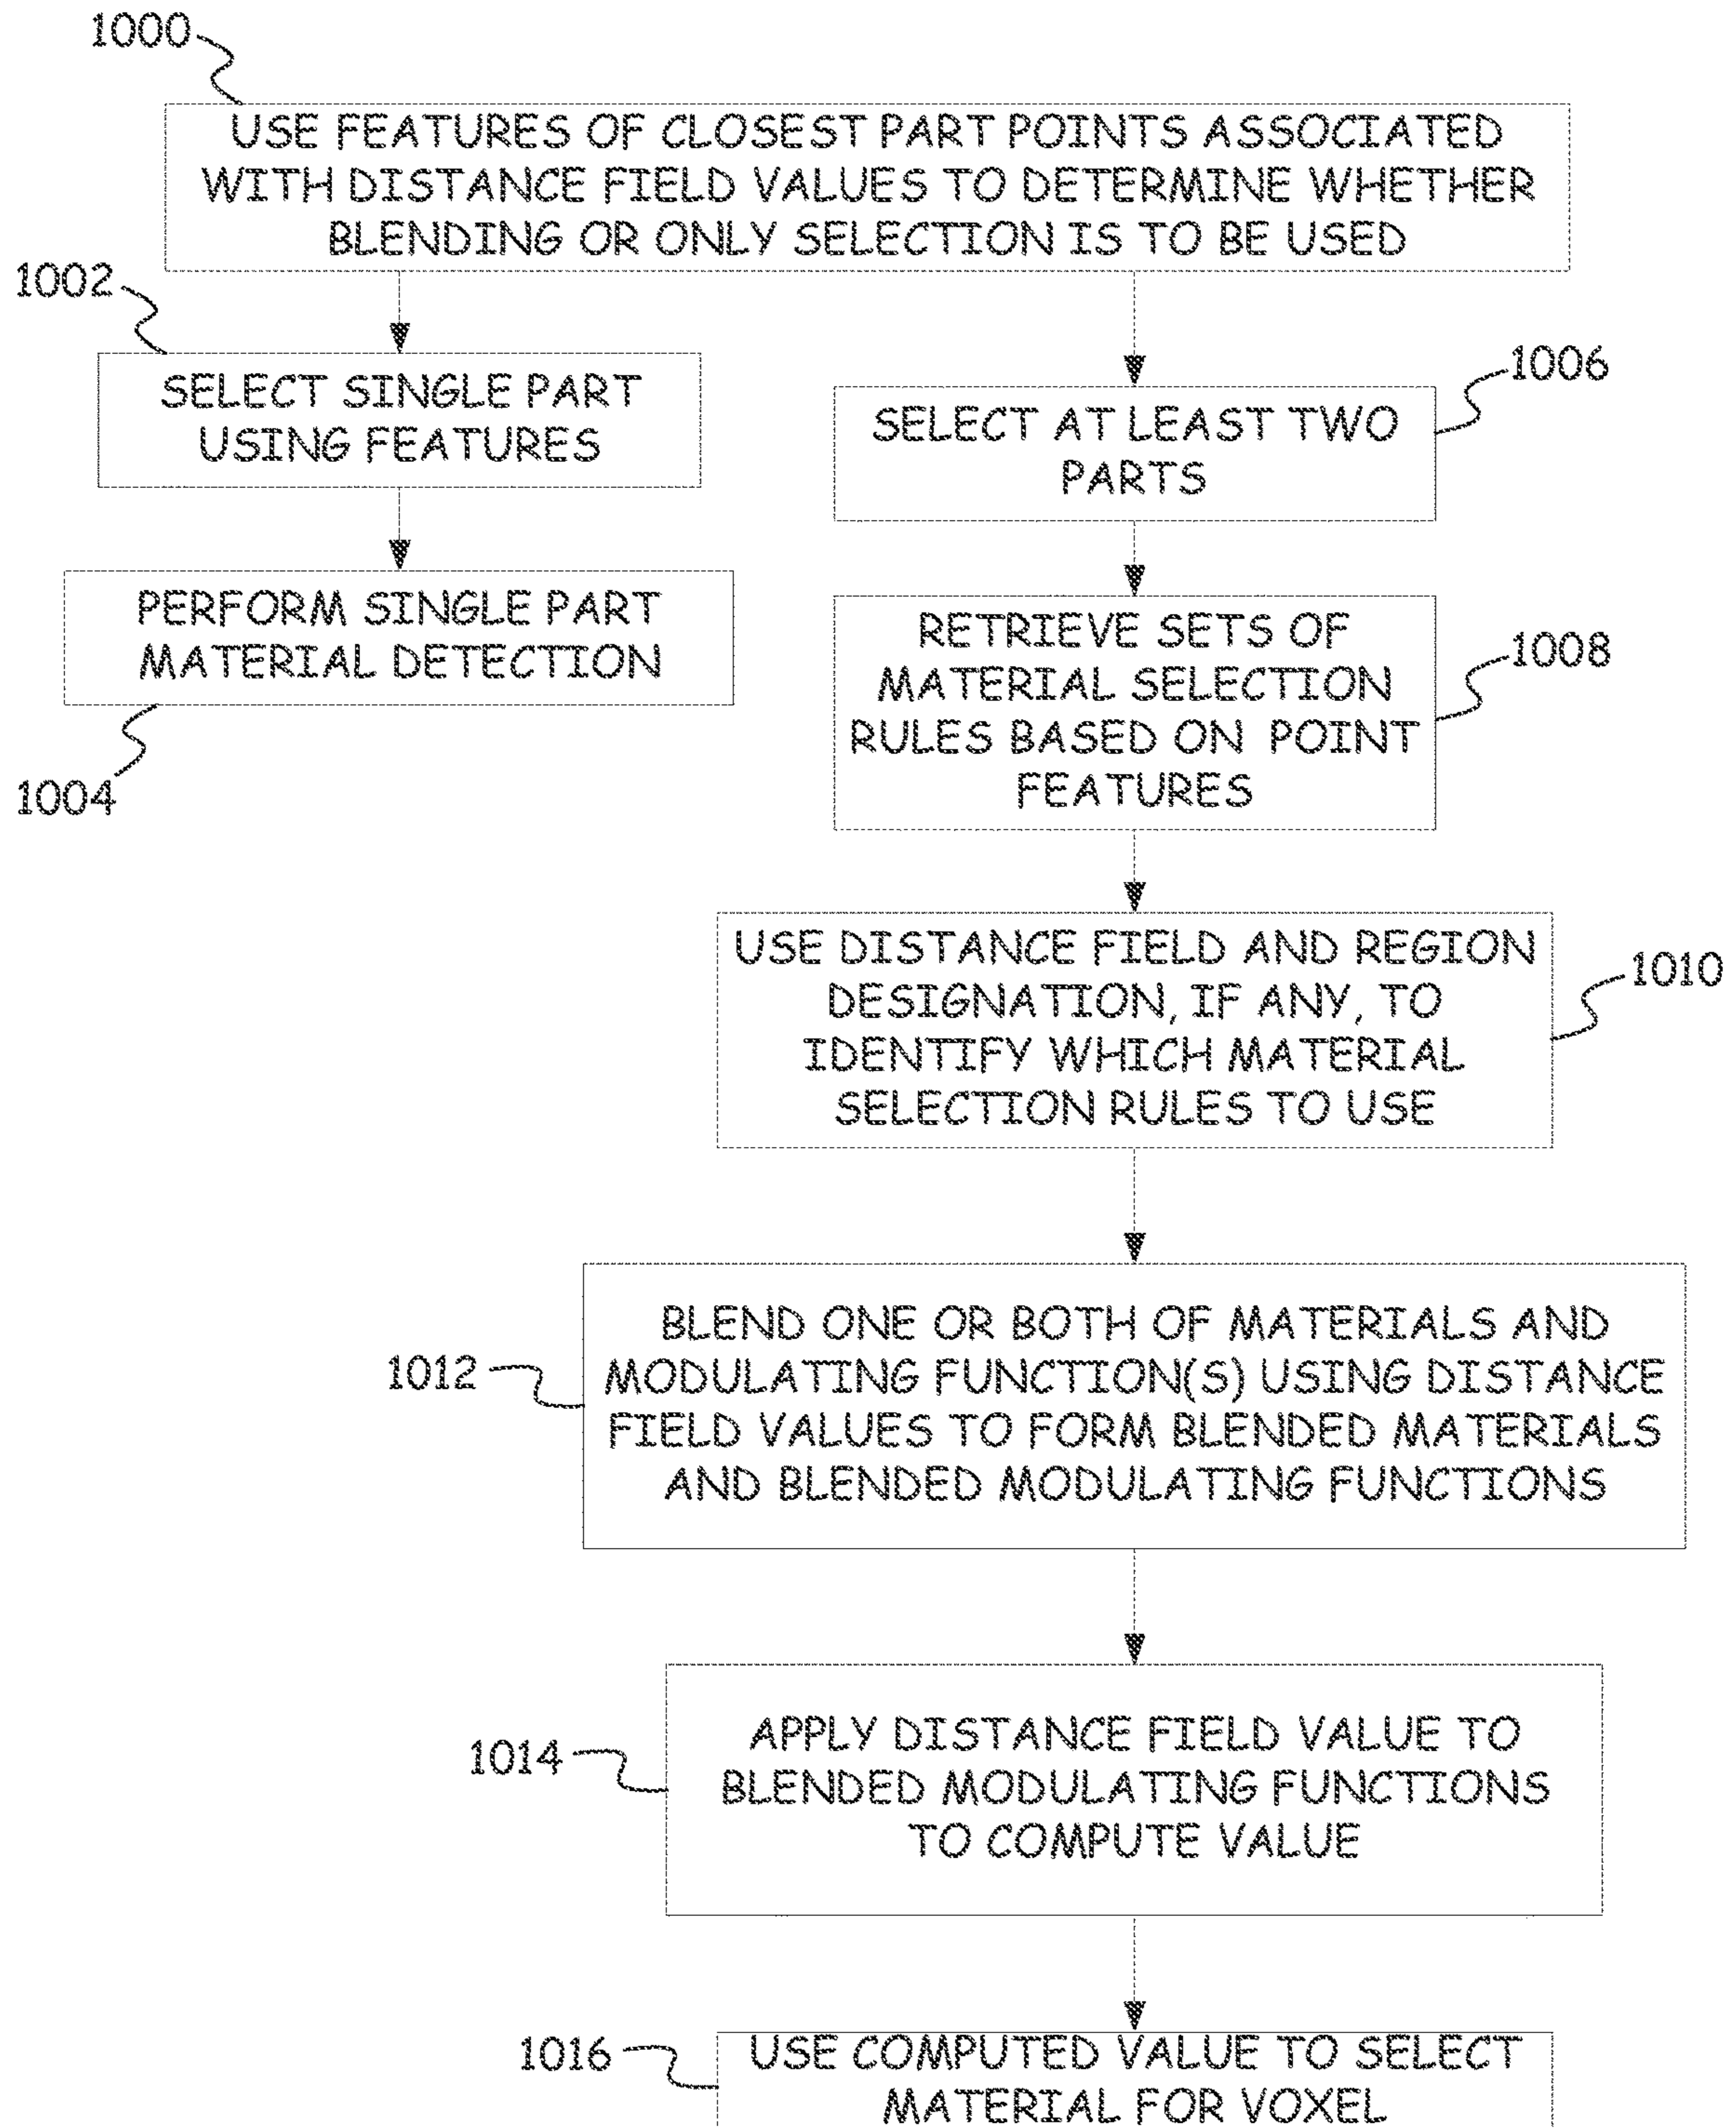 1000
USE FEATURES OF CLOSEST PART POINTS ASSOCIATED
WITH DISTANCE FIELD VALUES TO DETERMINE WHETHER
BLENDING OR ONLY SELECTION IS TO BE USED
1002
SELECT SINGLE PART
USING FEATURES
PERFORM SINGLE PART
MATERIAL DETECTION
1004
1006
SELECT AT LEAST TWO
PARTS
RETRIEVE SETS OF
MATERIAL SELECTION
RULES BASED ON POINT
FEATURES
1008
USE DISTANCE FIELD AND REGION
DESIGNATION, IF ANY, TO
IDENTIFY WHICH MATERIAL
SELECTION RULES TO USE
1010
BLEND ONE OR BOTH OF MATERIALS AND
MODULATING FUNCTION(S) USING DISTANCE
FIELD VALUES TO FORM BLENDED MATERIALS
AND BLENDED MODULATING FUNCTIONS
1012
APPLY DISTANCE FIELD VALUE TO
BLENDED MODULATING FUNCTIONS
TO COMPUTE VALUE
1014
USE COMPUTED VALUE TO SELECT
MATERIAL FOR VOXEL
1016